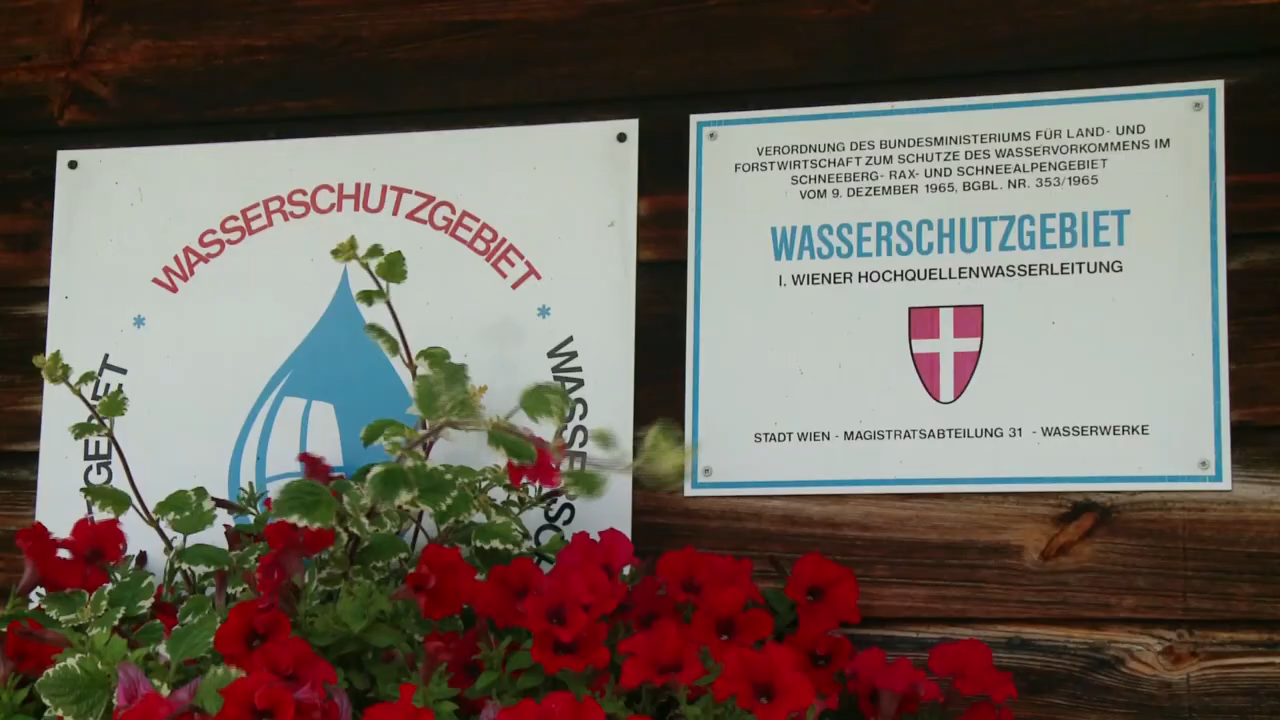 WASSERSCHUTZGEBIET
VERORDNUNG DES BUNDESMINISTERIUMS FÜR LAND- UND
FORSTWIRTSCHAFT ZUM SCHUTZE DES WASSERVORKOMMENS IM
SCHNEEBERG- RAX- UND SCHNEEALPENGEBIET
VOM 9. DEZEMBER 1965, BGBL. NR. 353/1965
WASSERSCHUTZGEBIET
I. WIENER HOCHQUELLENWASSERLEITUNG
STADT WIEN - MAGISTRATSABTEILUNG 31 - WASSERWERKE